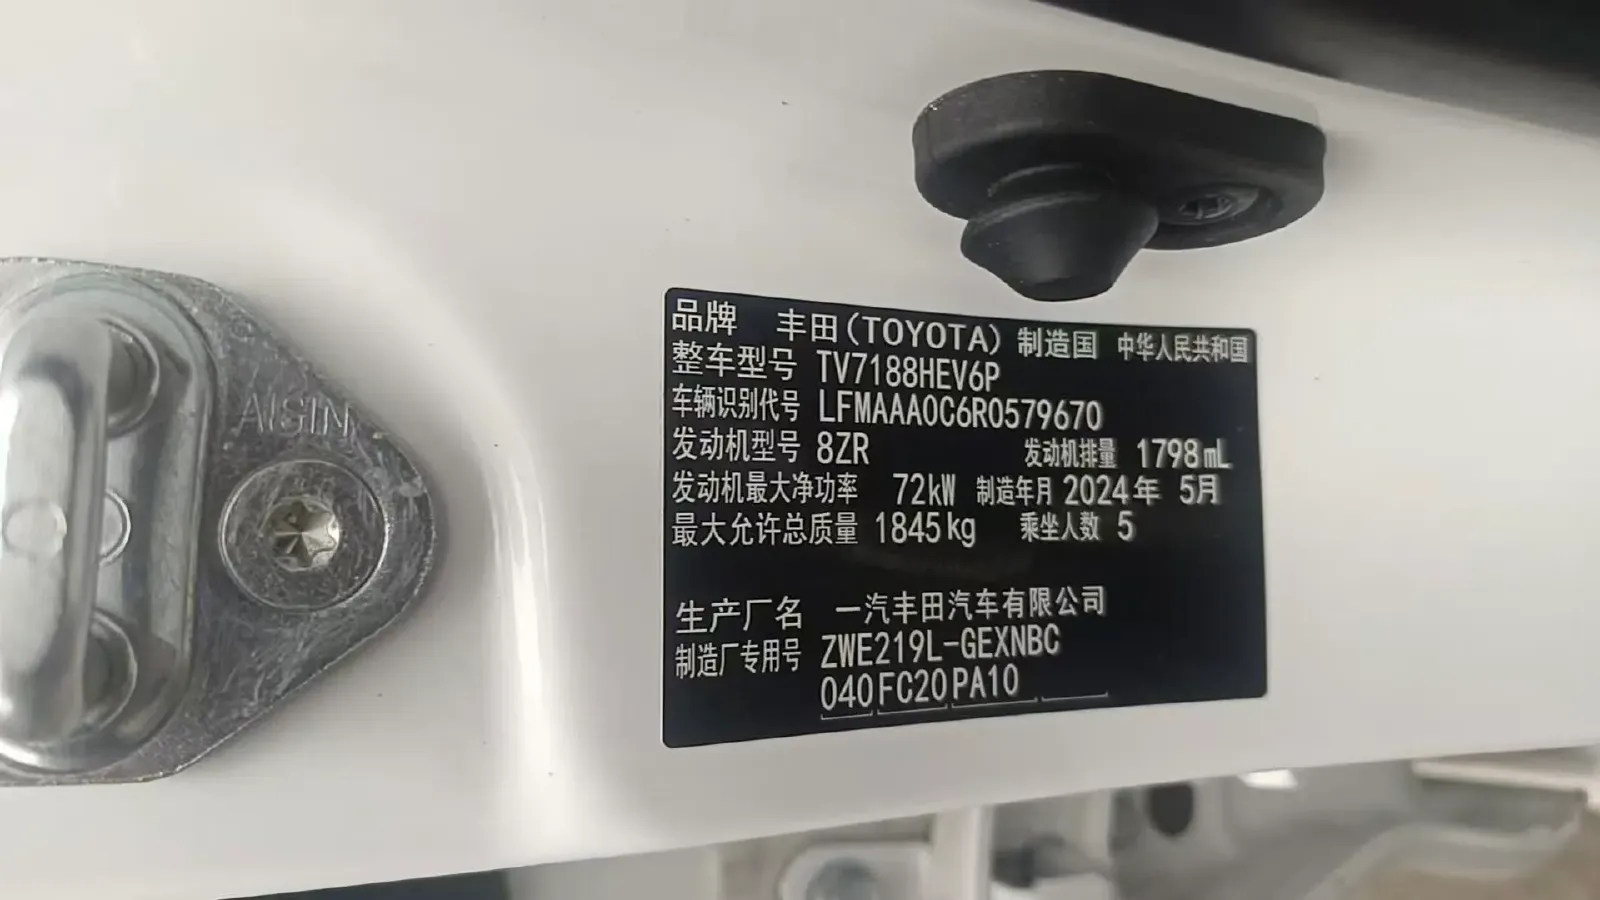 AISIN
品牌 丰田(TOYOTA) 制造国 中华人民共和国
整车型号 TV7188HEV6P
车辆识别代号 LFMAAA0C6R0579670
发动机型号 8ZR 发动机排量 1798mL
发动机最大净功率 72kW 制造年月 2024年 5月
最大允许总质量 1845kg 乘坐人数 5
生产厂名 一汽丰田汽车有限公司
制造厂专用号 ZWE219L-GEXNBC
040 FC20 PA10